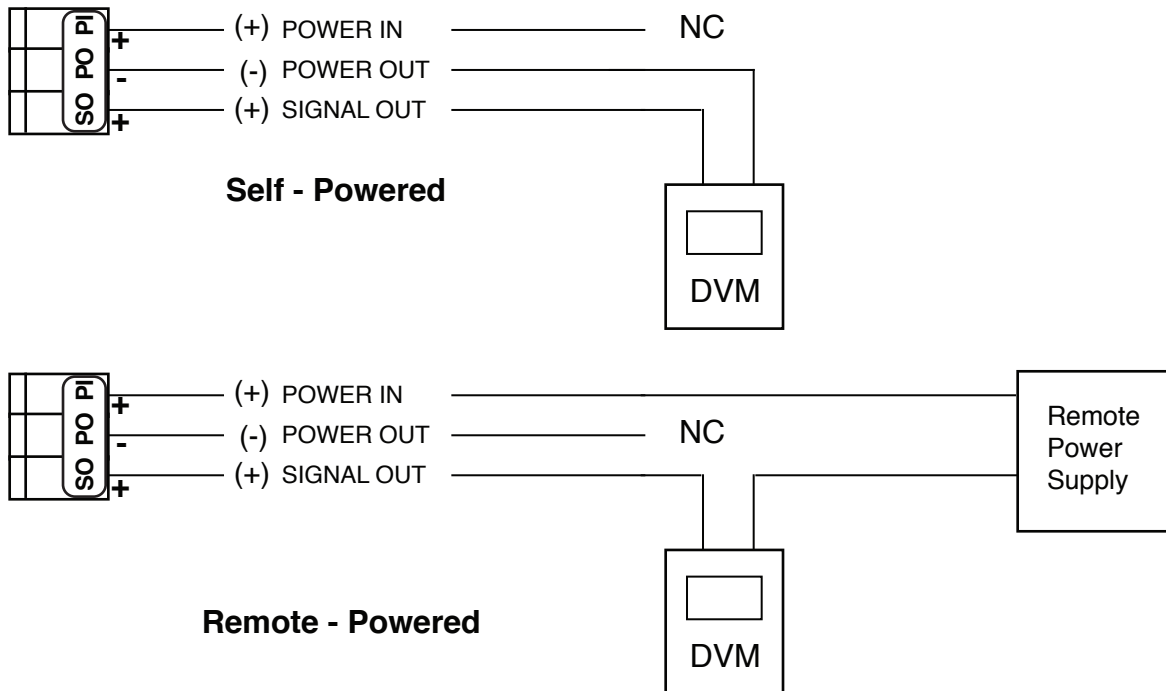 PI + (+) POWER IN NC
PO - (-) POWER OUT
SO + (+) SIGNAL OUT
Self - Powered
DVM
PI + (+) POWER IN
PO - (-) POWER OUT NC
SO + (+) SIGNAL OUT
Remote
Power
Supply
Remote - Powered
DVM